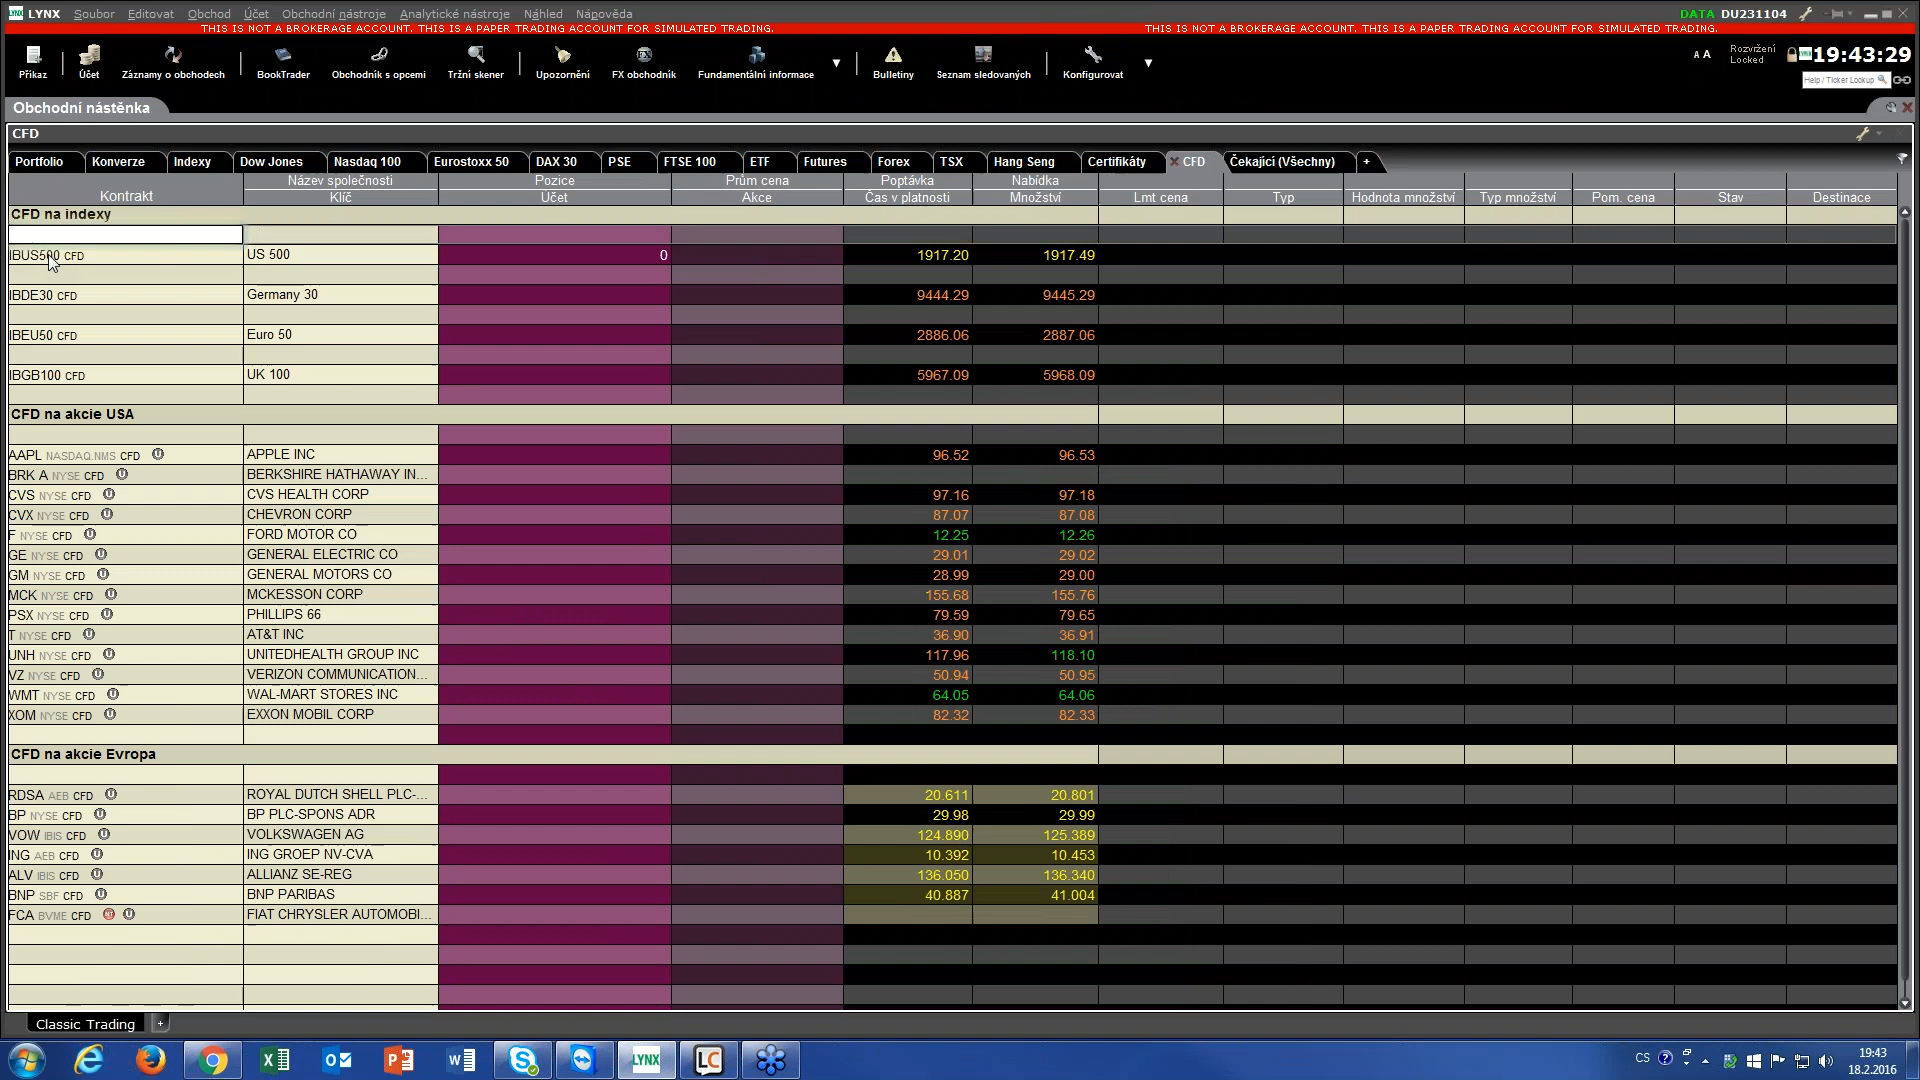 LYNX Soubor Editovat Obchod Účet Obchodní nástroje Analytické nástroje Náhled Nápověda DATA DU231104
THIS IS NOT A BROKERAGE ACCOUNT. THIS IS A PAPER TRADING ACCOUNT FOR SIMULATED TRADING. THIS IS NOT A BROKERAGE ACCOUNT. THIS IS A PAPER TRADING ACCOUNT FOR SIMULATED TRADING.
Příkaz Účet Záznamy o obchodech BookTrader Obchodník s opcemi Tržní skener Upozornění FX obchodník Fundamentální informace Bulletiny Seznam sledovaných Konfigurovat A A Rozvržení Locked LYNX 19:43:29
Help / Ticker Lookup
Obchodní nástěnka
CFD
Portfolio Konverze Indexy Dow Jones Nasdaq 100 Eurostoxx 50 DAX 30 PSE FTSE 100 ETF Futures Forex TSX Hang Seng Certifikáty CFD Čekající (Všechny) +
Název společnosti Pozice Prům cena Poptávka Nabídka
Kontrakt Klíč Účet Akce Čas v platnosti Množství Lmt cena Typ Hodnota množství Typ množství Pom. cena Stav Destinace
CFD na indexy
IBUS500 CFD US 500 0 1917.20 1917.49
IBDE30 CFD Germany 30 9444.29 9445.29
IBEU50 CFD Euro 50 2886.06 2887.06
IBGB100 CFD UK 100 5967.09 5968.09
CFD na akcie USA
AAPL NASDAQ.NMS CFD APPLE INC 96.52 96.53
BRK A NYSE CFD BERKSHIRE HATHAWAY IN...
CVS NYSE CFD CVS HEALTH CORP 97.16 97.18
CVX NYSE CFD CHEVRON CORP 87.07 87.08
F NYSE CFD FORD MOTOR CO 12.25 12.26
GE NYSE CFD GENERAL ELECTRIC CO 29.01 29.02
GM NYSE CFD GENERAL MOTORS CO 28.99 29.00
MCK NYSE CFD MCKESSON CORP 155.68 155.76
PSX NYSE CFD PHILLIPS 66 79.59 79.65
T NYSE CFD AT&T INC 36.90 36.91
UNH NYSE CFD UNITEDHEALTH GROUP INC 117.96 118.10
VZ NYSE CFD VERIZON COMMUNICATION... 50.94 50.95
WMT NYSE CFD WAL-MART STORES INC 64.05 64.06
XOM NYSE CFD EXXON MOBIL CORP 82.32 82.33
CFD na akcie Evropa
RDSA AEB CFD ROYAL DUTCH SHELL PLC-... 20.611 20.801
BP NYSE CFD BP PLC-SPONS ADR 29.98 29.99
VOW IBIS CFD VOLKSWAGEN AG 124.890 125.389
ING AEB CFD ING GROEP NV-CVA 10.392 10.453
ALV IBIS CFD ALLIANZ SE-REG 136.050 136.340
BNP SBF CFD BNP PARIBAS 40.887 41.004
FCA BVME CFD FIAT CHRYSLER AUTOMOBI...
Classic Trading +
LYNX LC CS 19:43
18.2.2016